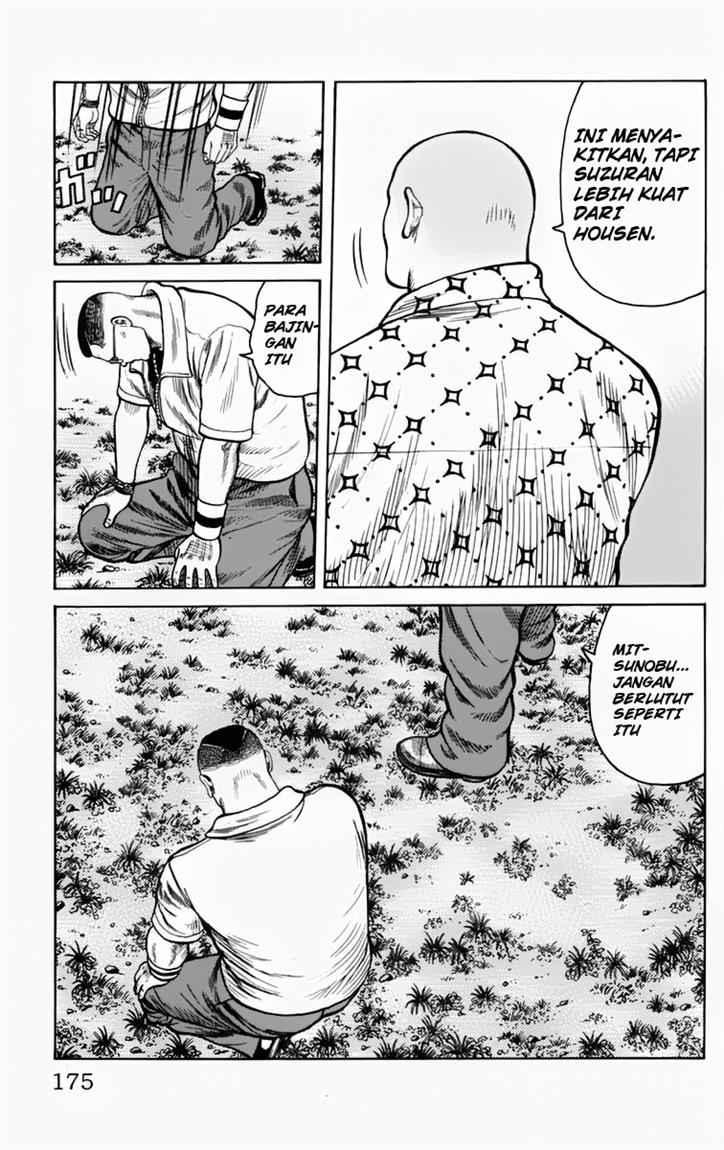 INI MENYA-
KITKAN, TAPI
SUZURAN
LEBIH KUAT
DARI
HOUSEN.
PARA
BAJIN-
GAN
ITU
MIT-
SUNOBU...
JANGAN
BERLUTUT
SEPERTI
ITU
175